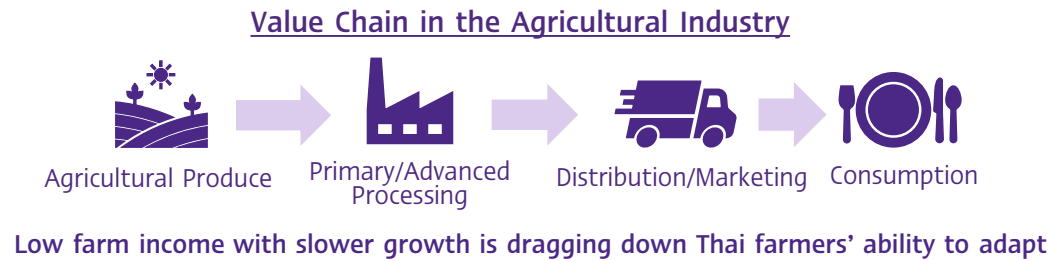 Value Chain in the Agricultural Industry
Agricultural Produce
Primary/Advanced
Processing
Distribution/Marketing
Consumption
Low farm income with slower growth is dragging down Thai farmers’ ability to adapt